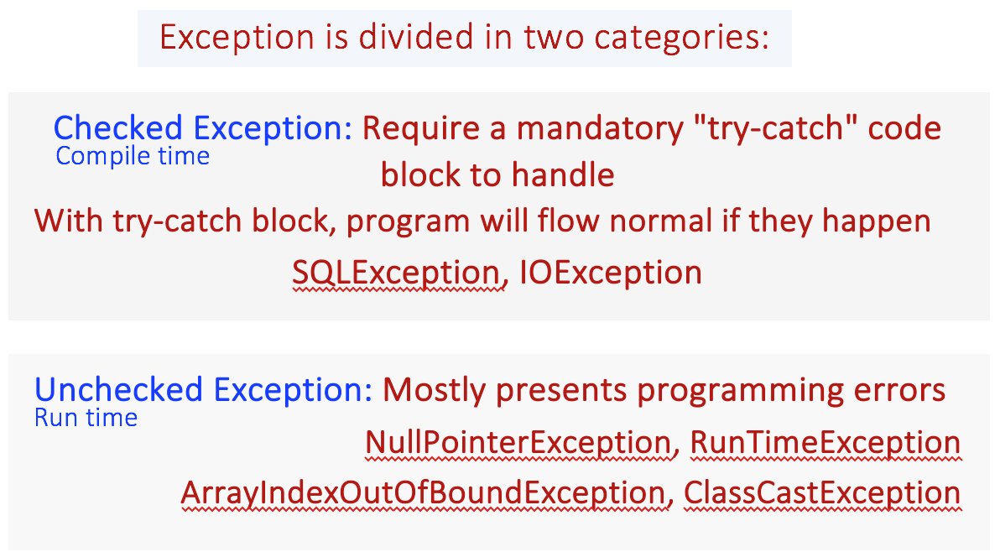 Exception is divided in two categories:
Checked Exception: Require a mandatory "try-catch" code
Compile time
block to handle
With try-catch block, program will flow normal if they happen
SQLException, IOException
Unchecked Exception: Mostly presents programming errors
Run time
NullPointerException, RunTimeException
ArrayIndexOutOfBoundException, ClassCastException